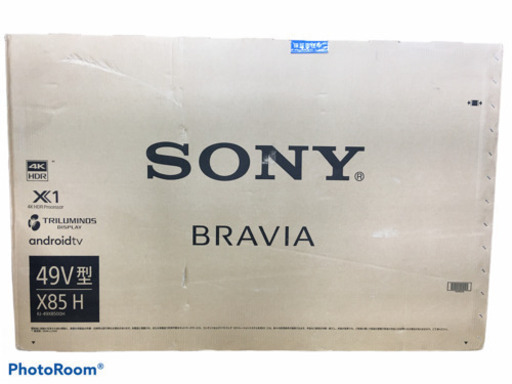 SONY®
4K
HDR
X1
4K HDR Processor
TRILUMINOS
DISPLAY
androidtv
BRAVIA
49V型
X85 H
PhotoRoom®